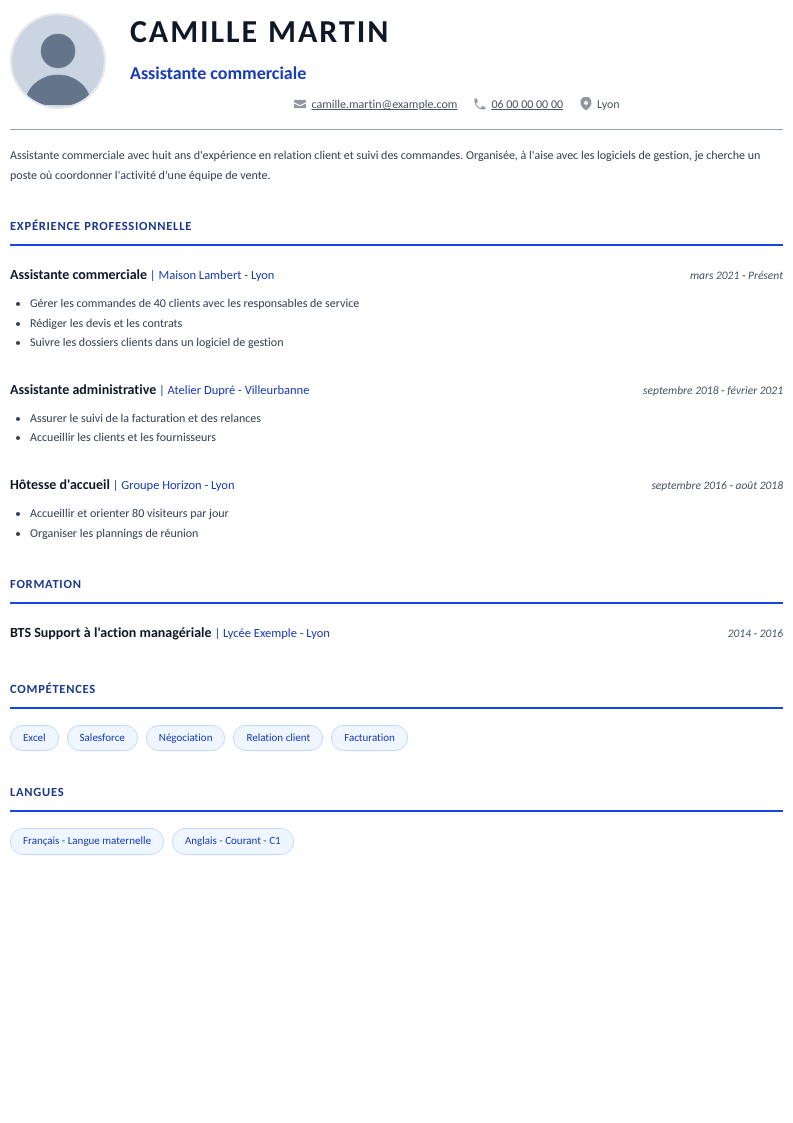 CAMILLE MARTIN
Assistante commerciale
camille.martin@example.com 06 00 00 00 00 Lyon
Assistante commerciale avec huit ans d'expérience en relation client et suivi des commandes. Organisée, à l'aise avec les logiciels de gestion, je cherche un
poste où coordonner l'activité d'une équipe de vente.
EXPÉRIENCE PROFESSIONNELLE
Assistante commerciale | Maison Lambert - Lyon mars 2021 - Présent
• Gérer les commandes de 40 clients avec les responsables de service
• Rédiger les devis et les contrats
• Suivre les dossiers clients dans un logiciel de gestion
Assistante administrative | Atelier Dupré - Villeurbanne septembre 2018 - février 2021
• Assurer le suivi de la facturation et des relances
• Accueillir les clients et les fournisseurs
Hôtesse d'accueil | Groupe Horizon - Lyon septembre 2016 - août 2018
• Accueillir et orienter 80 visiteurs par jour
• Organiser les plannings de réunion
FORMATION
BTS Support à l'action managériale | Lycée Exemple - Lyon 2014 - 2016
COMPÉTENCES
Excel Salesforce Négociation Relation client Facturation
LANGUES
Français - Langue maternelle Anglais - Courant - C1